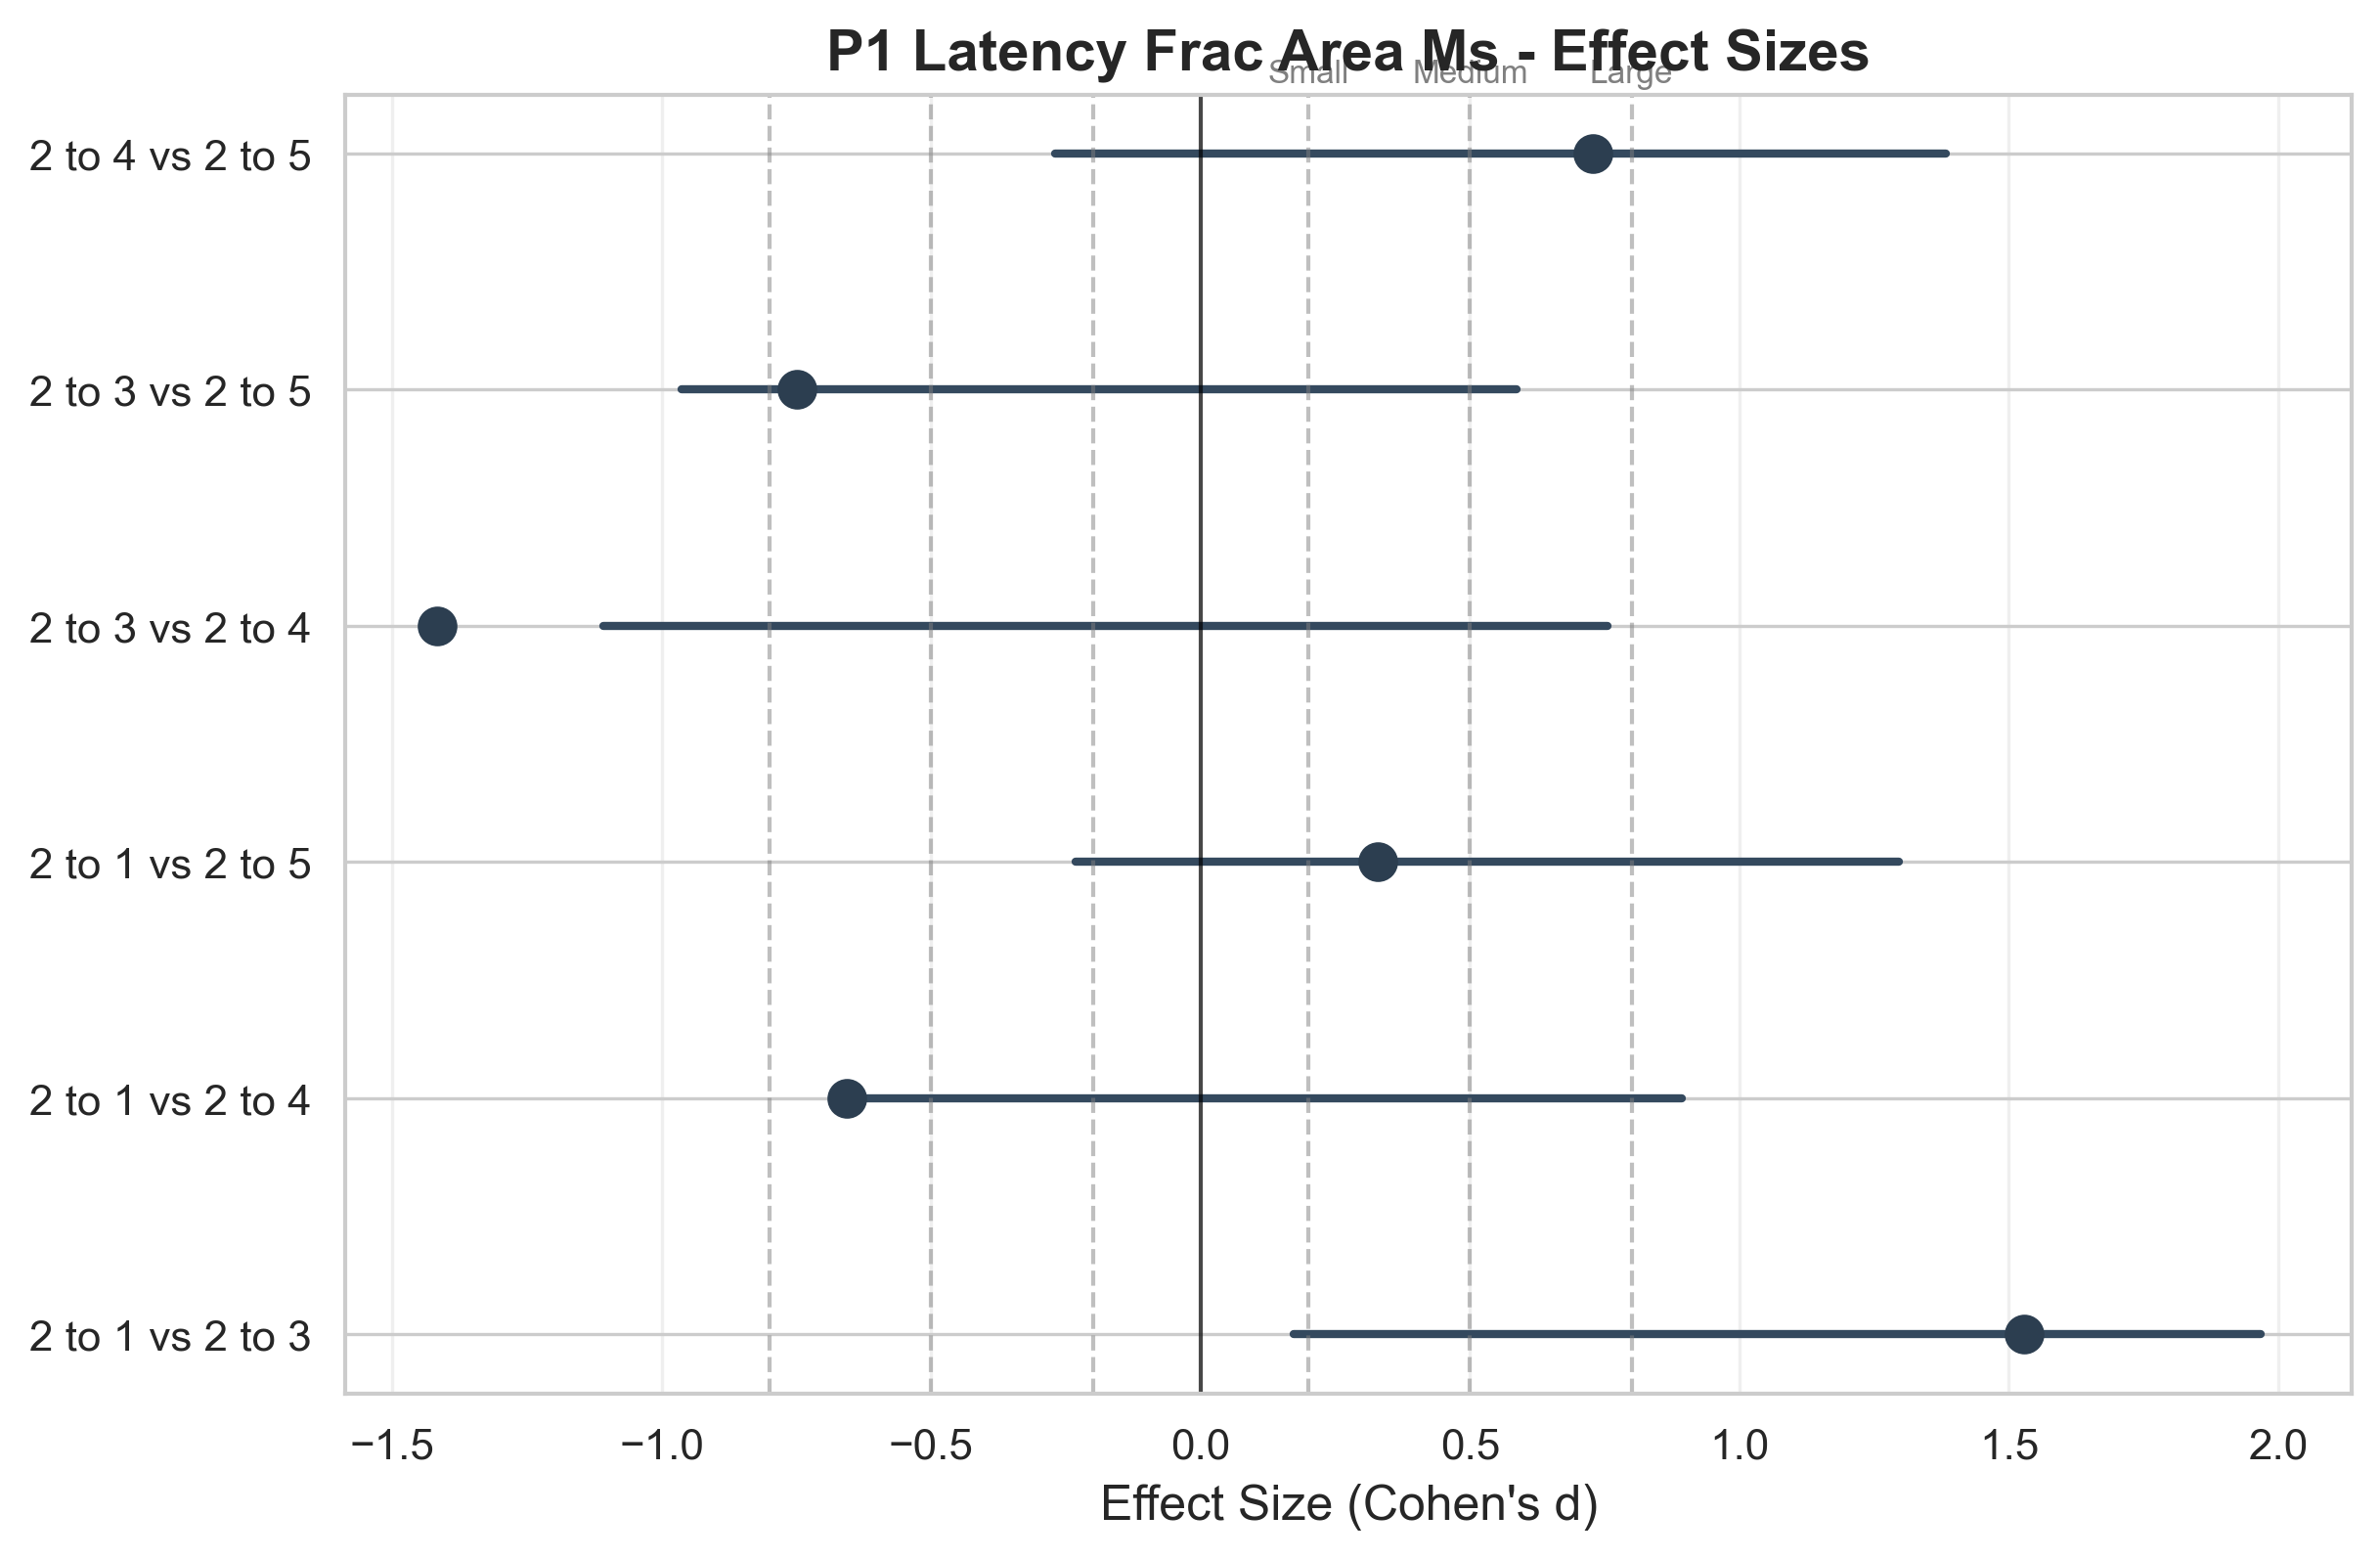 P1 Latency Frac Area Ms - Effect Sizes
Small Medium Large
2 to 4 vs 2 to 5
2 to 3 vs 2 to 5
2 to 3 vs 2 to 4
2 to 1 vs 2 to 5
2 to 1 vs 2 to 4
2 to 1 vs 2 to 3
−1.5 −1.0 −0.5 0.0 0.5 1.0 1.5 2.0
Effect Size (Cohen's d)